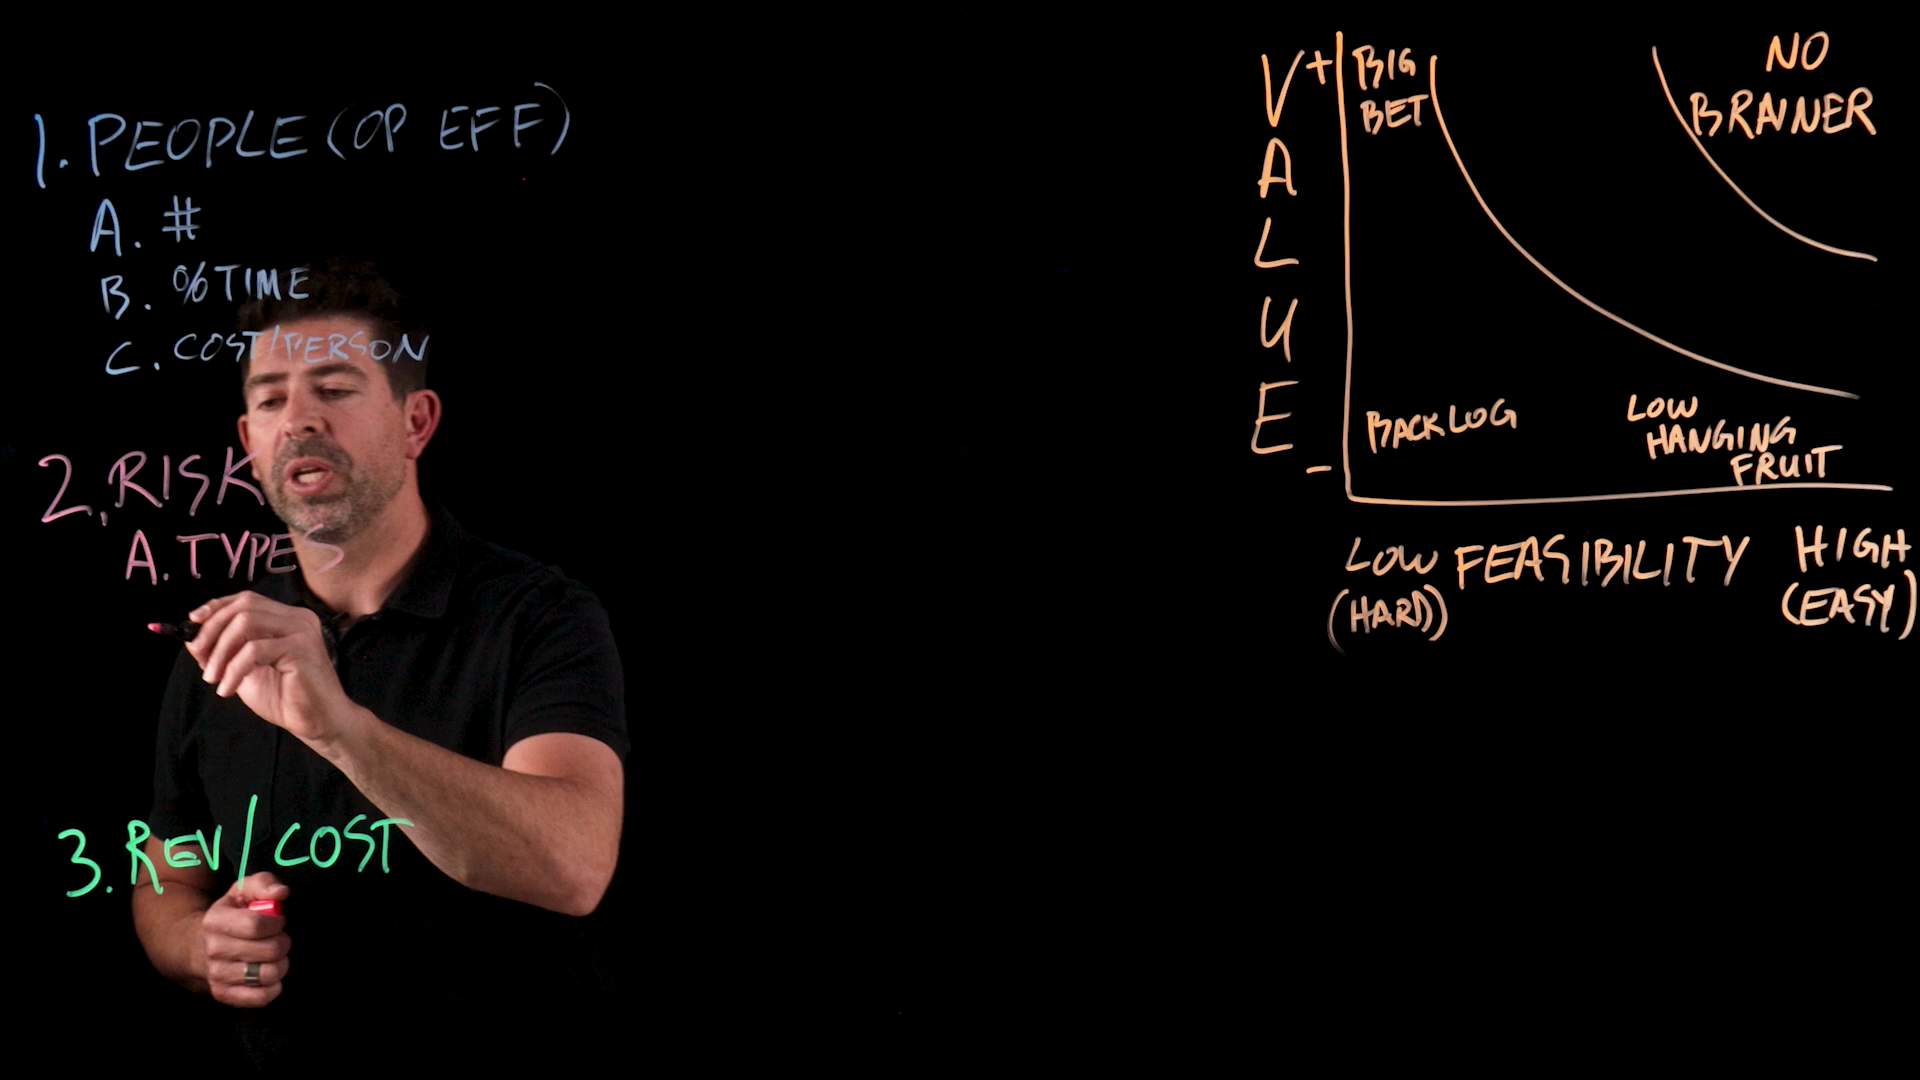 1. PEOPLE (OP EFF)
A. #
B. % TIME
C. COST/PERSON
2. RISK
A. TYPES
3. REV/COST
VALUE
+
-
BIG
BET
NO
BRAINER
BACKLOG
LOW
HANGING
FRUIT
LOW FEASIBILITY HIGH
(HARD) (EASY)